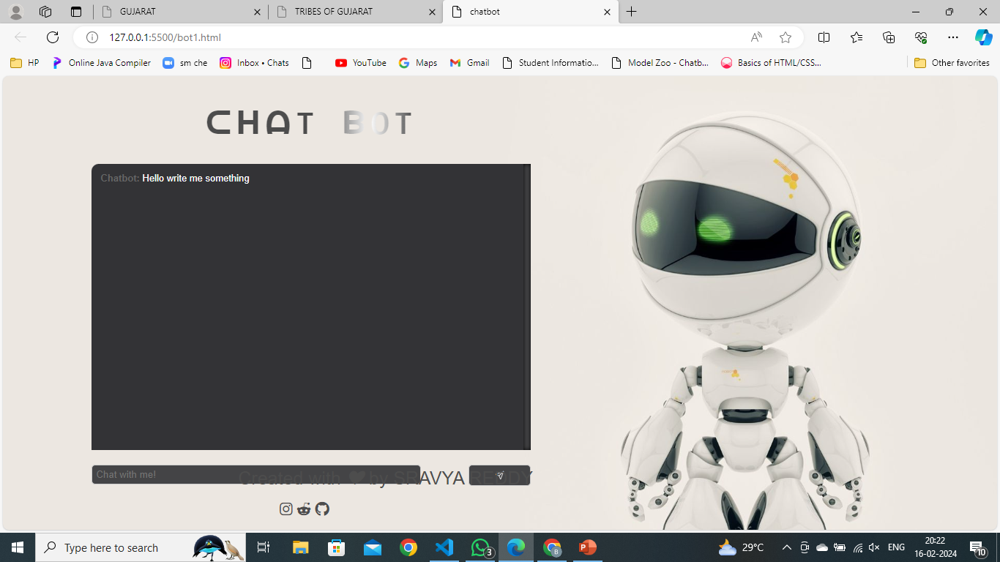 GUJARAT
TRIBES OF GUJARAT
chatbot
127.0.0.1:5500/bot1.html
HP
Online Java Compiler
sm che
Inbox • Chats
YouTube
Maps
Gmail
Student Informatio...
Model Zoo - Chatb...
Basics of HTML/CSS...
Other favorites
CHAT BOT
Chatbot: Hello write me something
Chat with me!
Created with ❤ by SRAVYA REDDY
Type here to search
3
B
29°C
ENG
20:22
16-02-2024
10